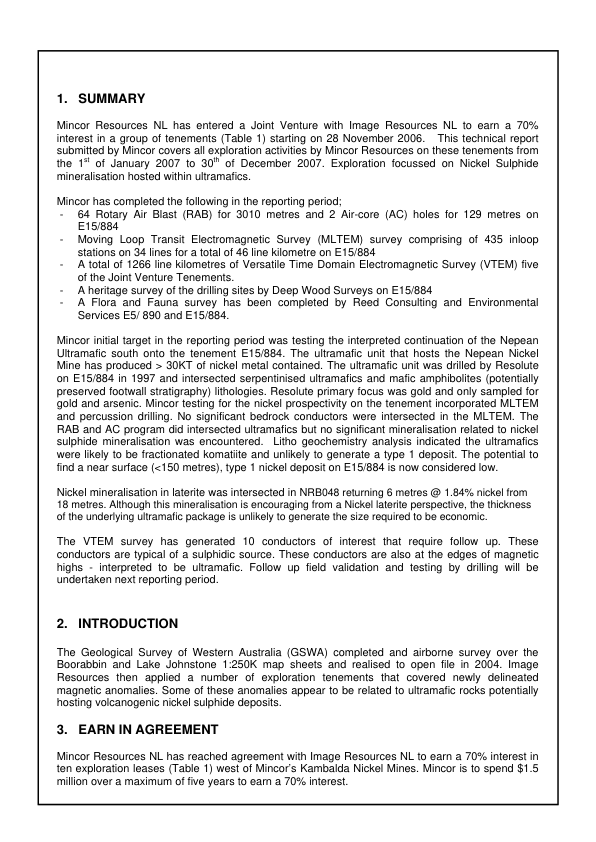 1. SUMMARY
Mincor Resources NL has entered a Joint Venture with Image Resources NL to earn a 70%
interest in a group of tenements (Table 1) starting on 28 November 2006. This technical report
submitted by Mincor covers all exploration activities by Mincor Resources on these tenements from
the 1st of January 2007 to 30th of December 2007. Exploration focussed on Nickel Sulphide
mineralisation hosted within ultramafics.
Mincor has completed the following in the reporting period;
- 64 Rotary Air Blast (RAB) for 3010 metres and 2 Air-core (AC) holes for 129 metres on
E15/884
- Moving Loop Transit Electromagnetic Survey (MLTEM) survey comprising of 435 inloop
stations on 34 lines for a total of 46 line kilometre on E15/884
- A total of 1266 line kilometres of Versatile Time Domain Electromagnetic Survey (VTEM) five
of the Joint Venture Tenements.
- A heritage survey of the drilling sites by Deep Wood Surveys on E15/884
- A Flora and Fauna survey has been completed by Reed Consulting and Environmental
Services E5/ 890 and E15/884.
Mincor initial target in the reporting period was testing the interpreted continuation of the Nepean
Ultramafic south onto the tenement E15/884. The ultramafic unit that hosts the Nepean Nickel
Mine has produced > 30KT of nickel metal contained. The ultramafic unit was drilled by Resolute
on E15/884 in 1997 and intersected serpentinised ultramafics and mafic amphibolites (potentially
preserved footwall stratigraphy) lithologies. Resolute primary focus was gold and only sampled for
gold and arsenic. Mincor testing for the nickel prospectivity on the tenement incorporated MLTEM
and percussion drilling. No significant bedrock conductors were intersected in the MLTEM. The
RAB and AC program did intersected ultramafics but no significant mineralisation related to nickel
sulphide mineralisation was encountered. Litho geochemistry analysis indicated the ultramafics
were likely to be fractionated komatiite and unlikely to generate a type 1 deposit. The potential to
find a near surface (<150 metres), type 1 nickel deposit on E15/884 is now considered low.
Nickel mineralisation in laterite was intersected in NRB048 returning 6 metres @ 1.84% nickel from
18 metres. Although this mineralisation is encouraging from a Nickel laterite perspective, the thickness
of the underlying ultramafic package is unlikely to generate the size required to be economic.
The VTEM survey has generated 10 conductors of interest that require follow up. These
conductors are typical of a sulphidic source. These conductors are also at the edges of magnetic
highs - interpreted to be ultramafic. Follow up field validation and testing by drilling will be
undertaken next reporting period.
2. INTRODUCTION
The Geological Survey of Western Australia (GSWA) completed and airborne survey over the
Boorabbin and Lake Johnstone 1:250K map sheets and realised to open file in 2004. Image
Resources then applied a number of exploration tenements that covered newly delineated
magnetic anomalies. Some of these anomalies appear to be related to ultramafic rocks potentially
hosting volcanogenic nickel sulphide deposits.
3. EARN IN AGREEMENT
Mincor Resources NL has reached agreement with Image Resources NL to earn a 70% interest in
ten exploration leases (Table 1) west of Mincor's Kambalda Nickel Mines. Mincor is to spend $1.5
million over a maximum of five years to earn a 70% interest.